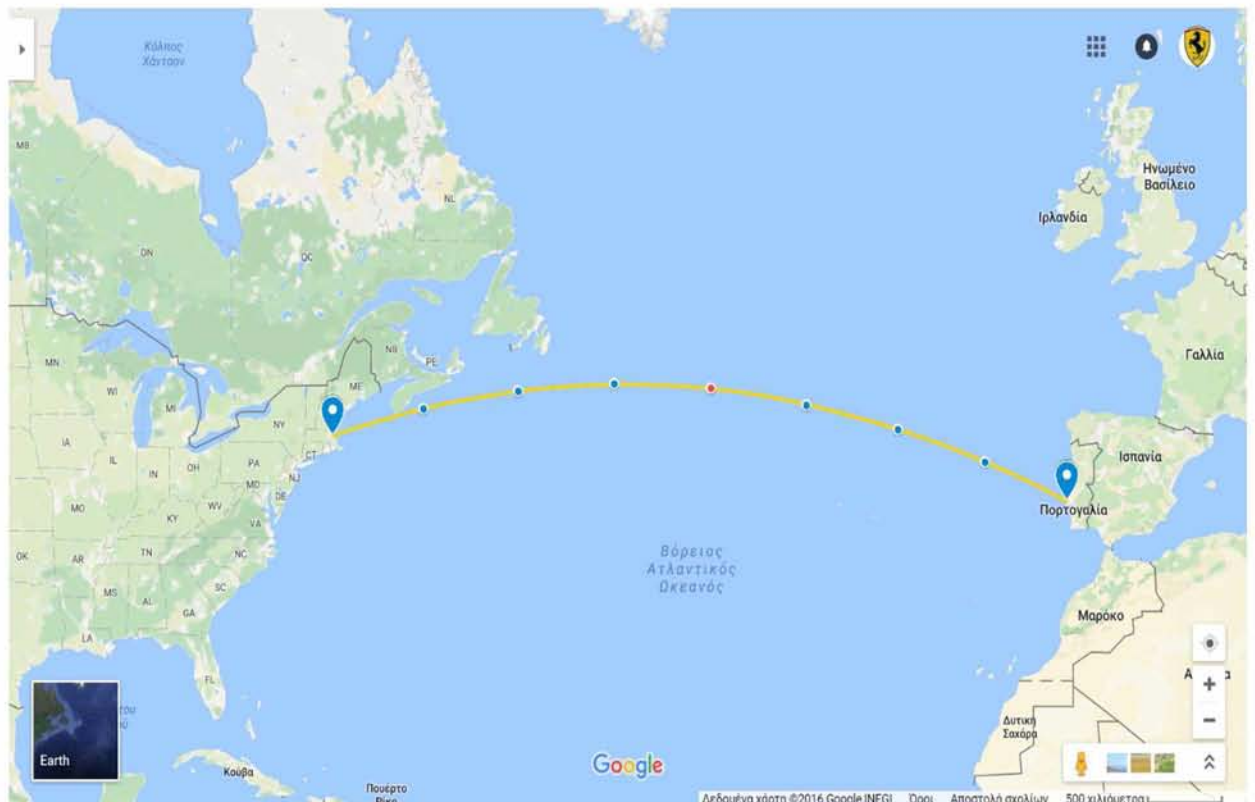 Κόλπος
Χάντσον
MB
NL
Ηνωμένο
Βασίλειο
Ιρλανδία
ON
QC
NB
PE
MN
ME
Γαλλία
WI
MI
NY
IA
CT
Ισπανία
IL
IN
OH
PA
NJ
MD
DE
MO
WV
Πορτογαλία
KY
VA
OK
AR
TN
NC
Βόρειος
Ατλαντικός
Ωκεανός
MS
AL
SC
GA
Μαρόκο
LA
FL
Δυτική
Σαχάρα
Earth
Κούβα
Google
Πουέρτο
Ρίκο
Δεδομένα χάρτη ©2016 Google, INEGI Όροι Αποστολή σχολίων 500 χιλιόμετρα